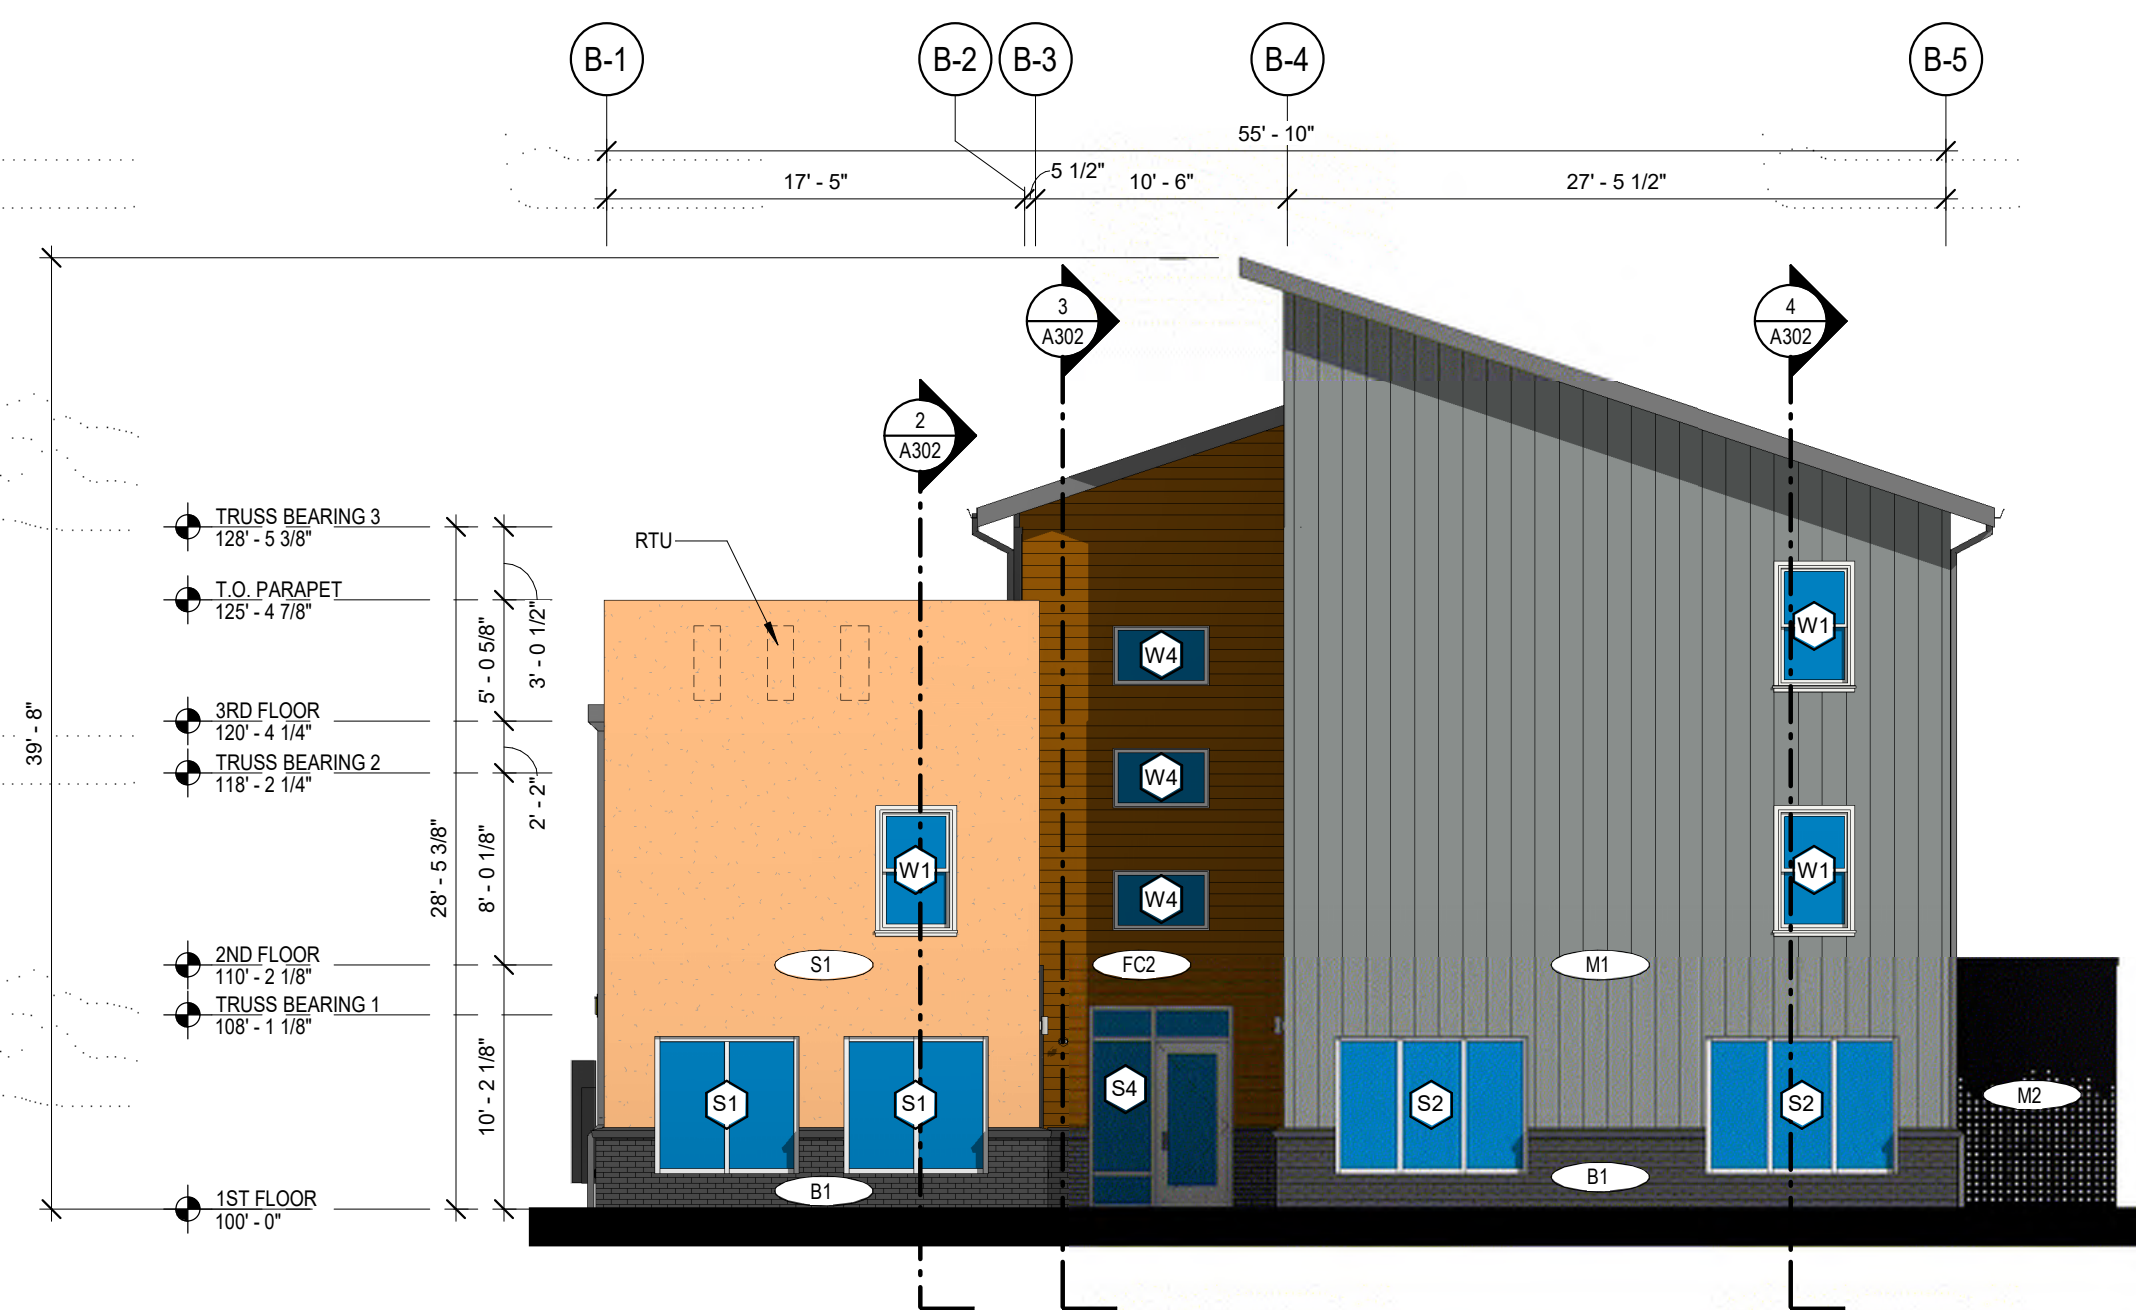 B-1
B-2
B-3
B-4
B-5
55' - 10"
17' - 5"
5 1/2"
10' - 6"
27' - 5 1/2"
3
A302
4
A302
2
A302
TRUSS BEARING 3
128' - 5 3/8"
RTU
T.O. PARAPET
125' - 4 7/8"
3RD FLOOR
120' - 4 1/4"
TRUSS BEARING 2
118' - 2 1/4"
2ND FLOOR
110' - 2 1/8"
TRUSS BEARING 1
108' - 1 1/8"
1ST FLOOR
100' - 0"
39' - 8"
28' - 5 3/8"
5' - 0 5/8"
3' - 0 1/2"
2' - 2"
8' - 0 1/8"
10' - 2 1/8"
W1
W4
W4
W1
W1
W4
S1
FC2
M1
S1
S1
S4
S2
S2
M2
B1
B1